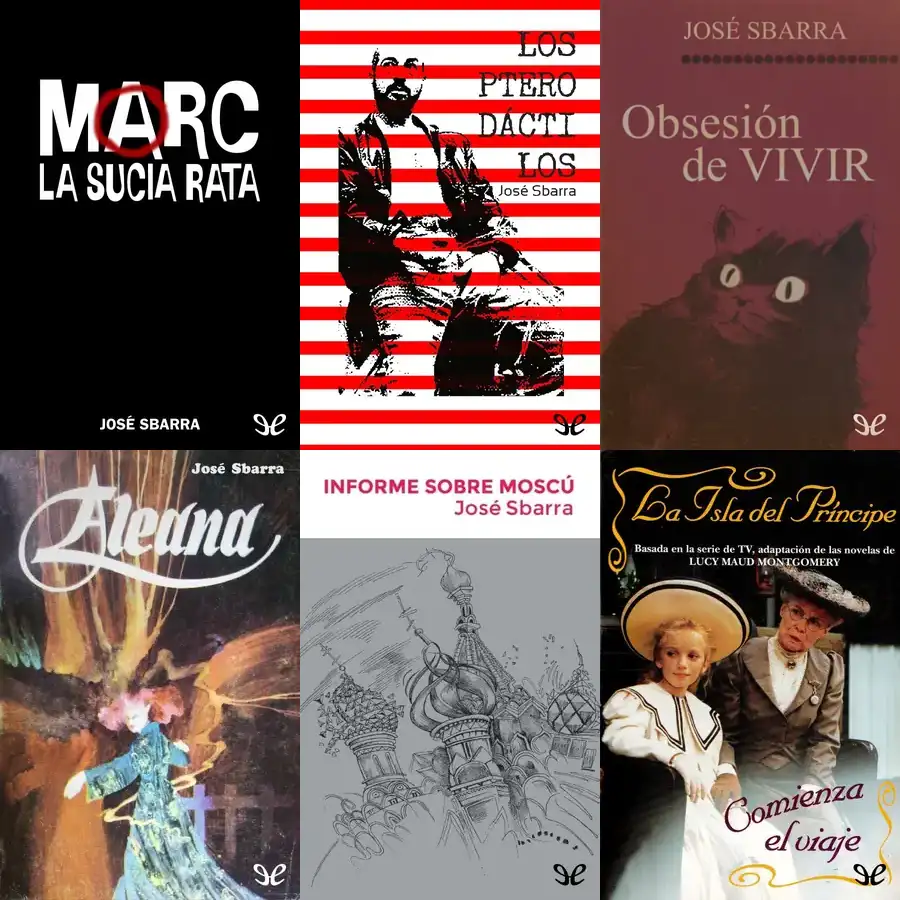 MARC
LA SUCIA RATA
JOSÉ SBARRA
LOS
PTERO
DÁCTI
LOS
José Sbarra
JOSÉ SBARRA
Obsesión
de VIVIR
José Sbarra
Aleana
INFORME SOBRE MOSCÚ
José Sbarra
La Isla del Príncipe
Basada en la serie de TV, adaptación de las novelas de
LUCY MAUD MONTGOMERY
Comienza
el viaje